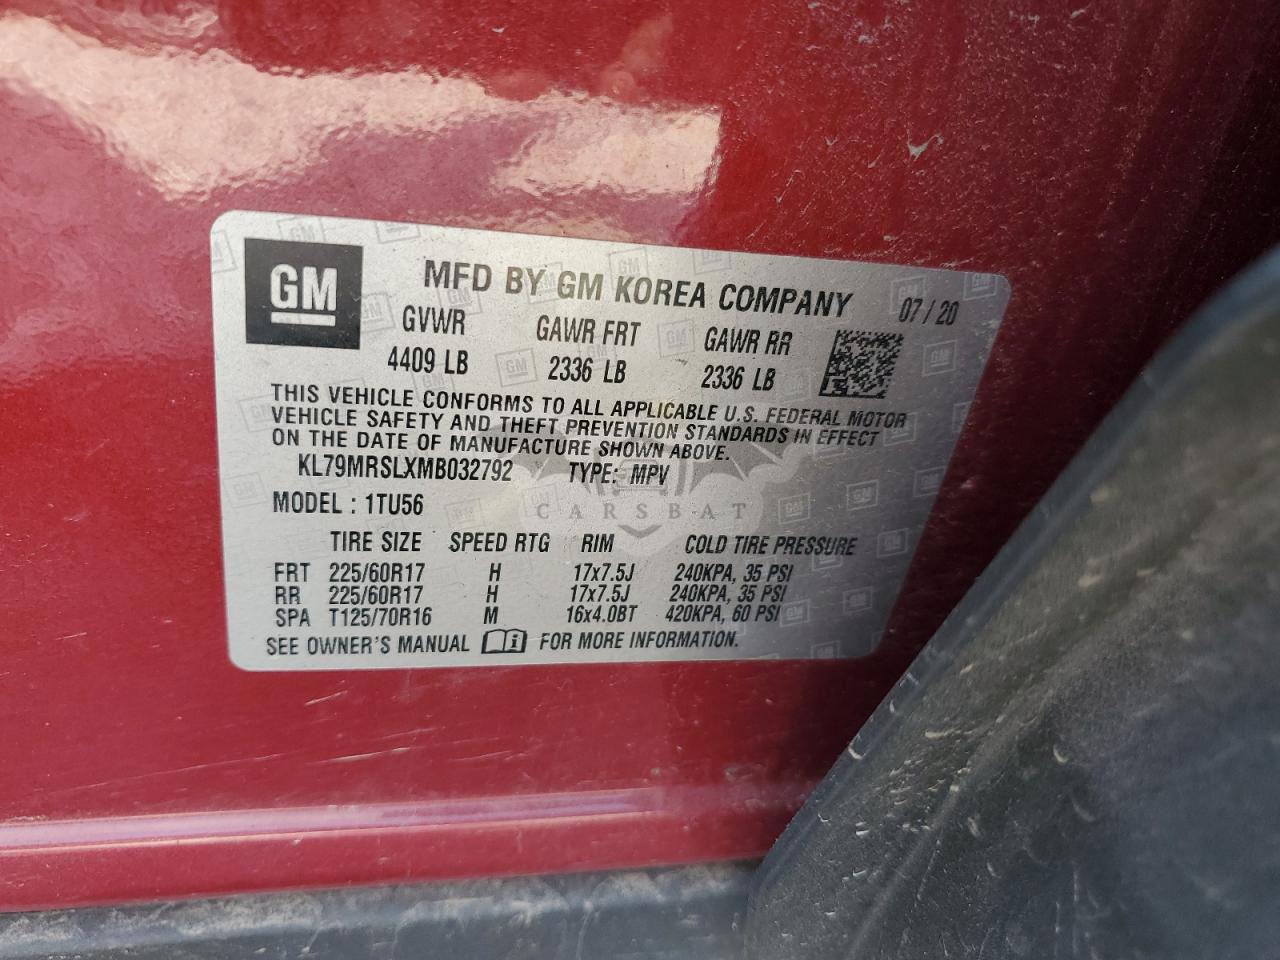 GM
MFD BY GM KOREA COMPANY 07/20
GVWR GAWR FRT GAWR RR
4409 LB 2336 LB 2336 LB
THIS VEHICLE CONFORMS TO ALL APPLICABLE U.S. FEDERAL MOTOR
VEHICLE SAFETY AND THEFT PREVENTION STANDARDS IN EFFECT
ON THE DATE OF MANUFACTURE SHOWN ABOVE.
KL79MRSLXMB032792 TYPE: MPV
MODEL : 1TU56
CARSBAT
TIRE SIZE SPEED RTG RIM COLD TIRE PRESSURE
FRT 225/60R17 H 17x7.5J 240KPA, 35 PSI
RR 225/60R17 H 17x7.5J 240KPA, 35 PSI
SPA T125/70R16 M 16x4.0BT 420KPA, 60 PSI
SEE OWNER'S MANUAL i FOR MORE INFORMATION.